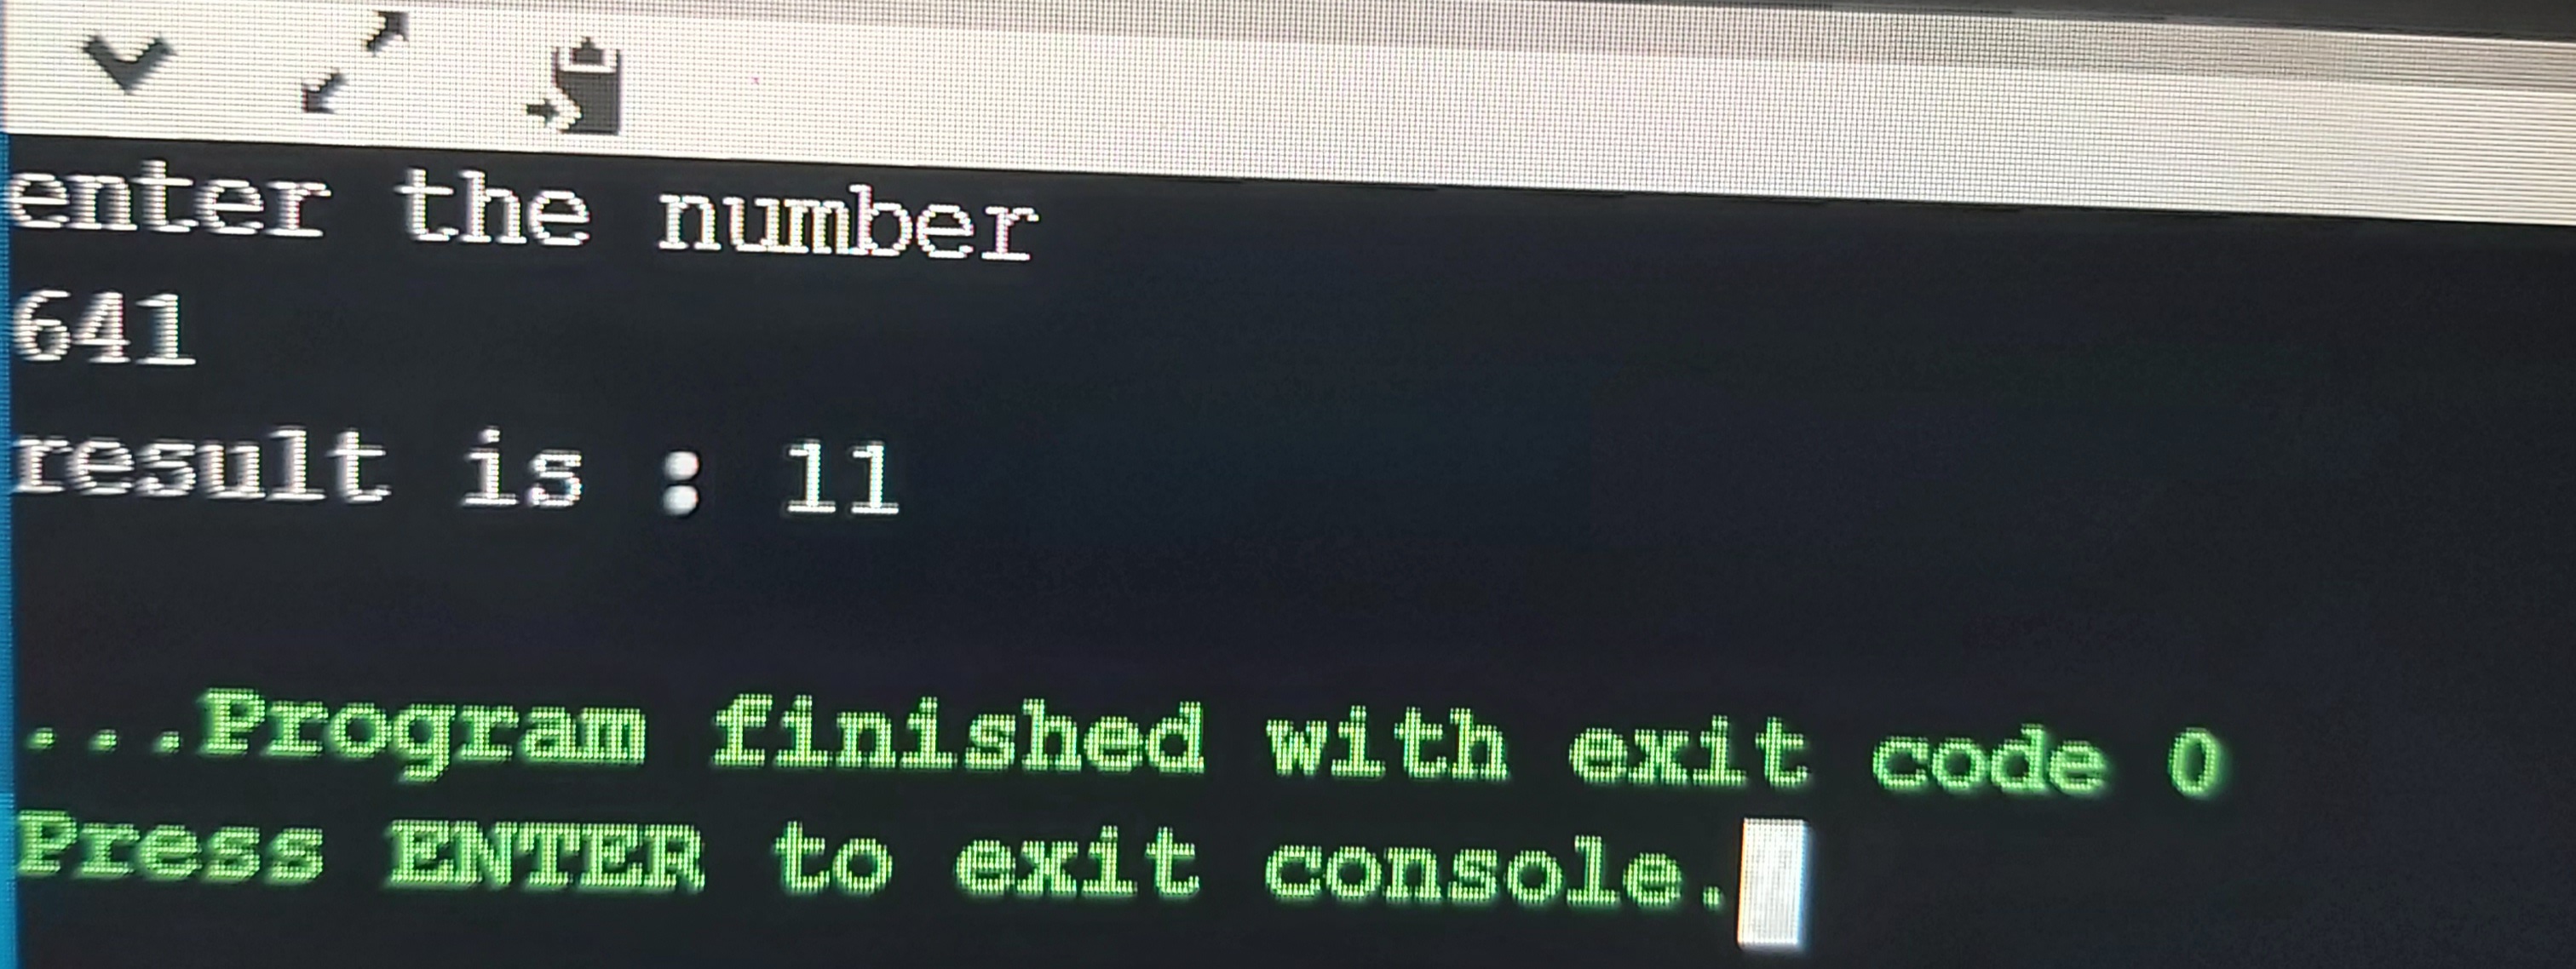 enter the number
641
result is : 11
...Program finished with exit code 0
Press ENTER to exit console.